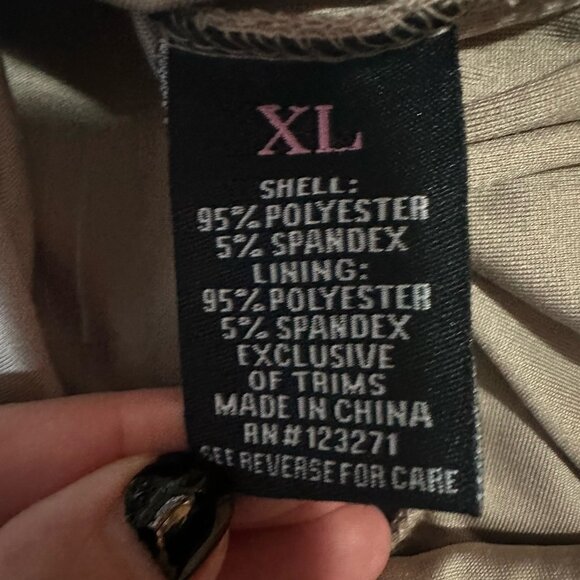 XL
SHELL:
95% POLYESTER
5% SPANDEX
LINING:
95% POLYESTER
5% SPANDEX
EXCLUSIVE
OF TRIMS
MADE IN CHINA
RN# 123271
SEE REVERSE FOR CARE